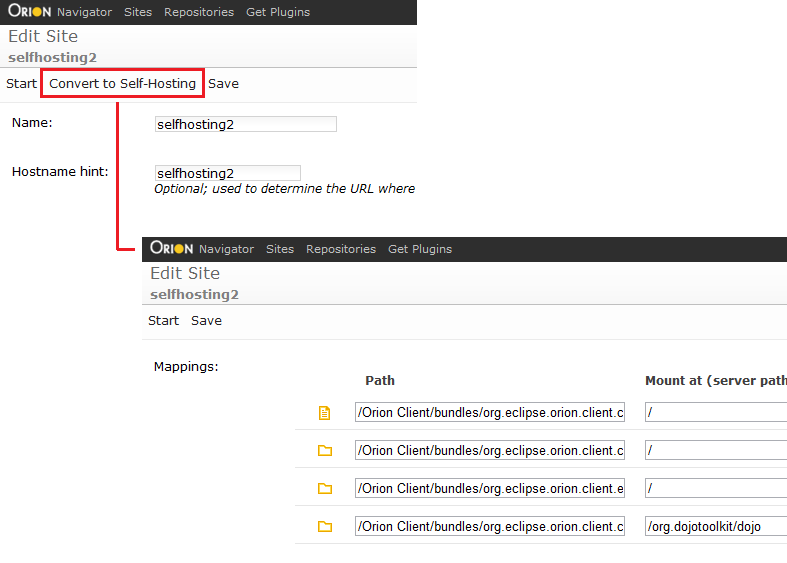 ORION Navigator Sites Repositories Get Plugins
Edit Site
selfhosting2
Start Convert to Self-Hosting Save
Name: selfhosting2
Hostname hint: selfhosting2
Optional; used to determine the URL where
ORION Navigator Sites Repositories Get Plugins
Edit Site
selfhosting2
Start Save
Mappings:
Path Mount at (server path
/Orion Client/bundles/org.eclipse.orion.client.c /
/Orion Client/bundles/org.eclipse.orion.client.c /
/Orion Client/bundles/org.eclipse.orion.client.e /
/Orion Client/bundles/org.eclipse.orion.client.c /org.dojotoolkit/dojo